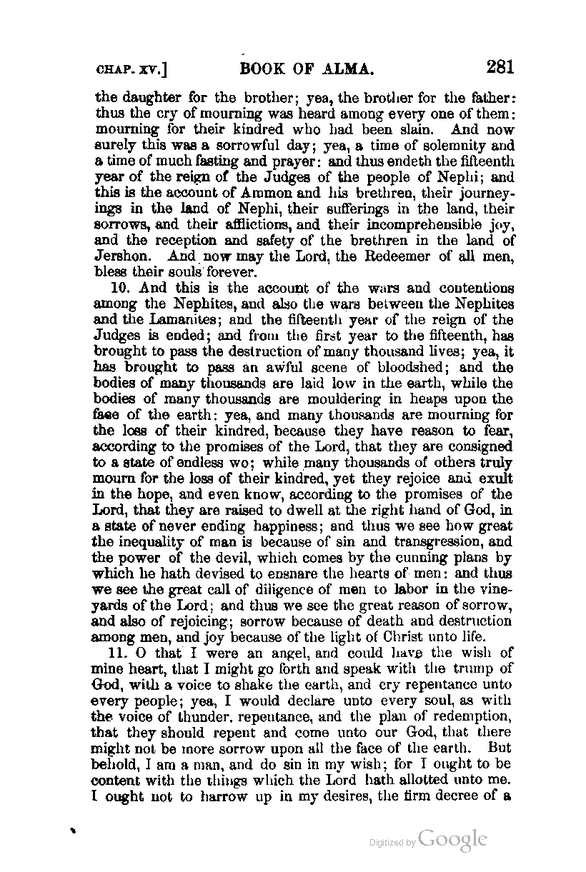 CHAP. XV.] BOOK OF ALMA. 281
the daughter for the brother; yea, the brother for the father:
thus the cry of mourning was heard among every one of them:
mourning for their kindred who had been slain. And now
surely this was a sorrowful day; yea, a time of solemnity and
a time of much fasting and prayer: and thus endeth the fifteenth
year of the reign of the Judges of the people of Nephi; and
this is the account of Ammon and his brethren, their journey-
ings in the land of Nephi, their sufferings in the land, their
sorrows, and their afflictions, and their incomprehensible joy,
and the reception and safety of the brethren in the land of
Jershon. And now may the Lord, the Redeemer of all men,
bless their souls forever.
10. And this is the account of the wars and contentions
among the Nephites, and also the wars between the Nephites
and the Lamanites; and the fifteenth year of the reign of the
Judges is ended; and from the first year to the fifteenth, has
brought to pass the destruction of many thousand lives; yea, it
has brought to pass an awful scene of bloodshed; and the
bodies of many thousands are laid low in the earth, while the
bodies of many thousands are mouldering in heaps upon the
face of the earth: yea, and many thousands are mourning for
the loss of their kindred, because they have reason to fear,
according to the promises of the Lord, that they are consigned
to a state of endless wo; while many thousands of others truly
mourn for the loss of their kindred, yet they rejoice and exult
in the hope, and even know, according to the promises of the
Lord, that they are raised to dwell at the right hand of God, in
a state of never ending happiness; and thus we see how great
the inequality of man is because of sin and transgression, and
the power of the devil, which comes by the cunning plans by
which he hath devised to ensnare the hearts of men: and thus
we see the great call of diligence of men to labor in the vine-
yards of the Lord; and thus we see the great reason of sorrow,
and also of rejoicing; sorrow because of death and destruction
among men, and joy because of the light of Christ unto life.
11. O that I were an angel, and could have the wish of
mine heart, that I might go forth and speak with the trump of
God, with a voice to shake the earth, and cry repentance unto
every people; yea, I would declare unto every soul, as with
the voice of thunder, repentance, and the plan of redemption,
that they should repent and come unto our God, that there
might not be more sorrow upon all the face of the earth. But
behold, I am a man, and do sin in my wish; for I ought to be
content with the things which the Lord hath allotted unto me.
I ought not to harrow up in my desires, the firm decree of a
Digitized by Google